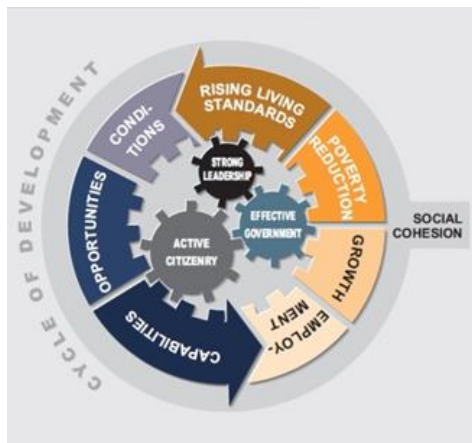 CYCLE OF DEVELOPMENT
RISING LIVING
STANDARDS
POVERTY
REDUCTION
GROWTH
EMPLOY-
MENT
CAPABILITIES
OPPORTUNITIES
CONDI-
TIONS
STRONG
LEADERSHIP
EFFECTIVE
GOVERNMENT
ACTIVE
CITIZENRY
SOCIAL
COHESION